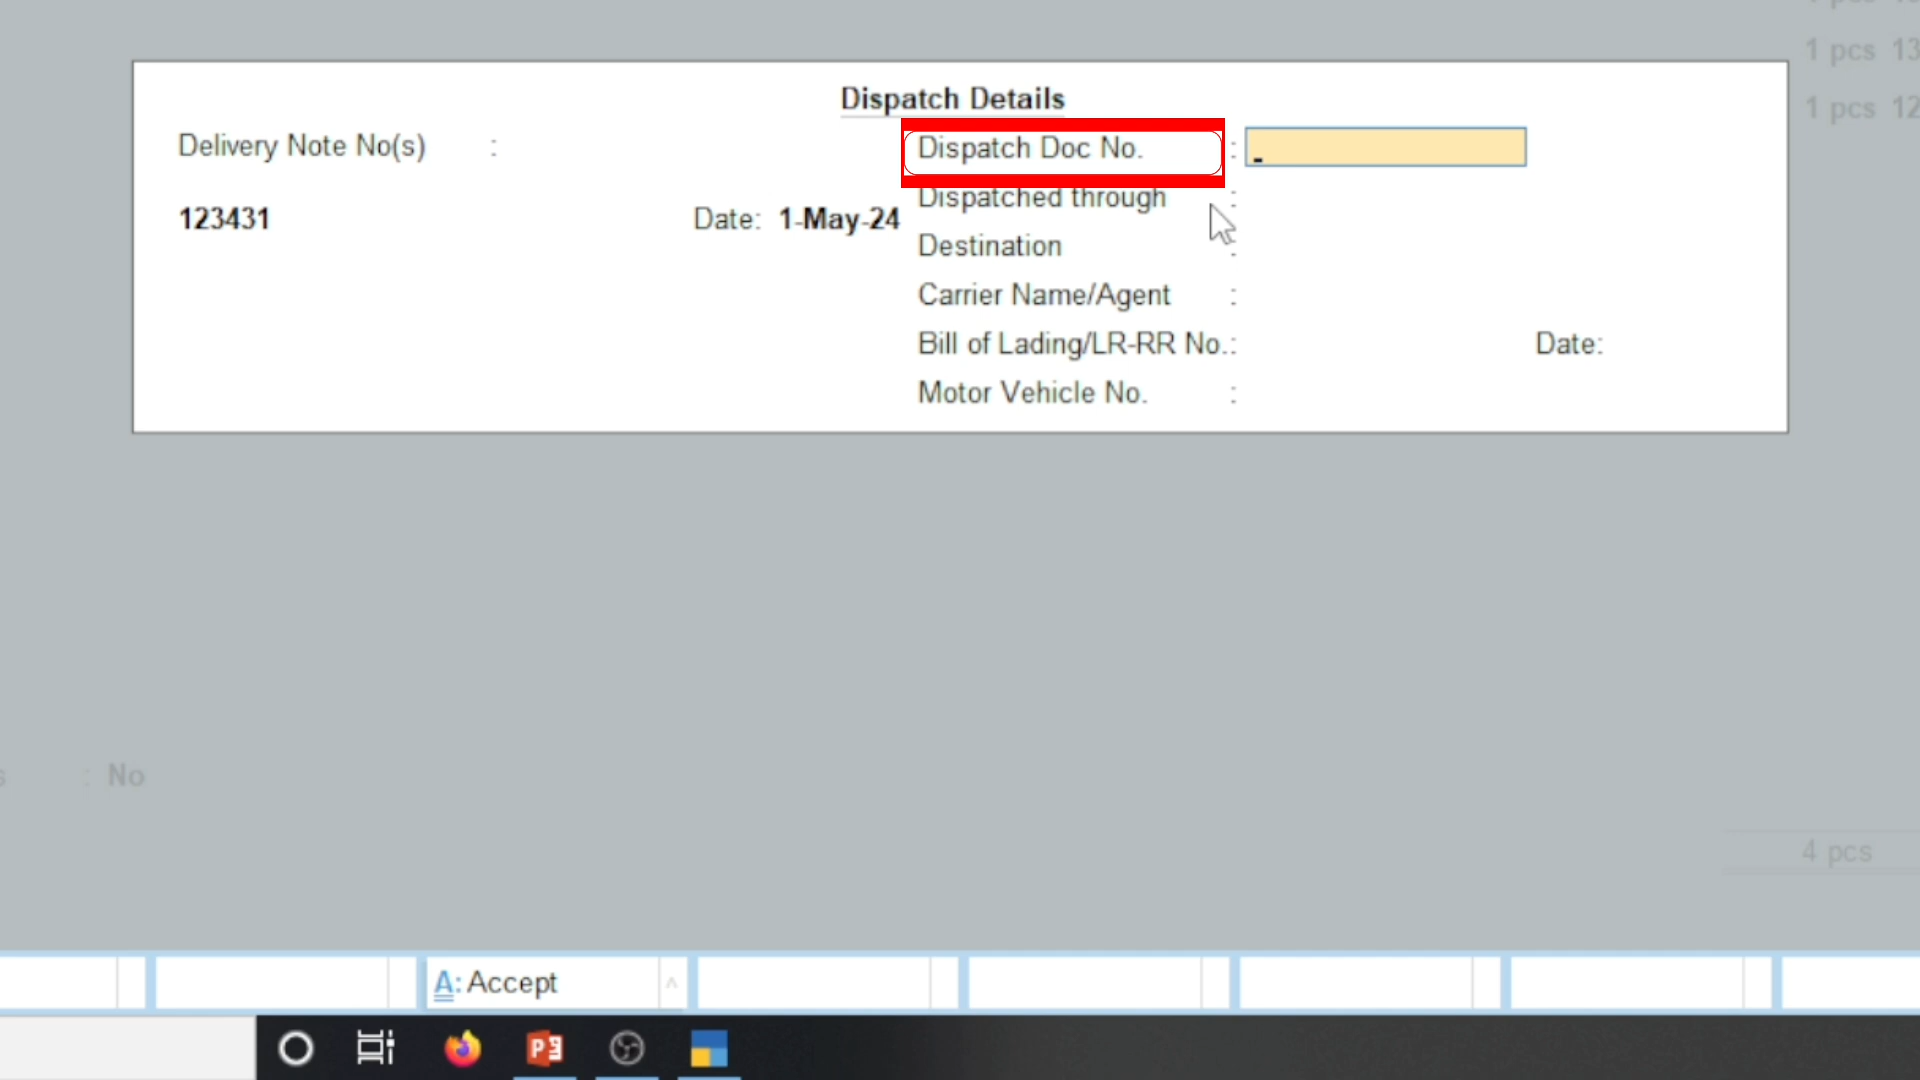 1 pcs 13
Dispatch Details
1 pcs 12
Delivery Note No(s) :
Dispatch Doc No. :
Dispatched through :
123431 Date: 1-May-24
Destination :
Carrier Name/Agent :
Bill of Lading/LR-RR No.: Date:
Motor Vehicle No. :
s : No
4 pcs
A: Accept